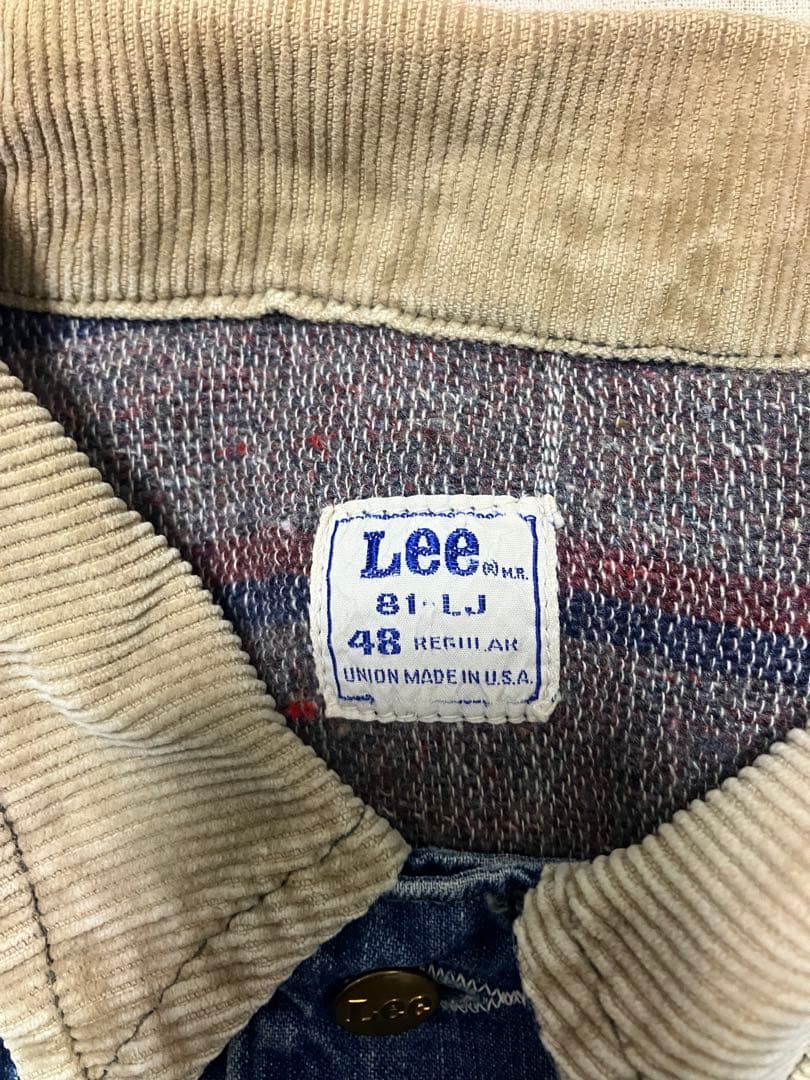 Lee (R) M.R.
81-LJ
48 REGULAR
UNION MADE IN U.S.A.
Lee